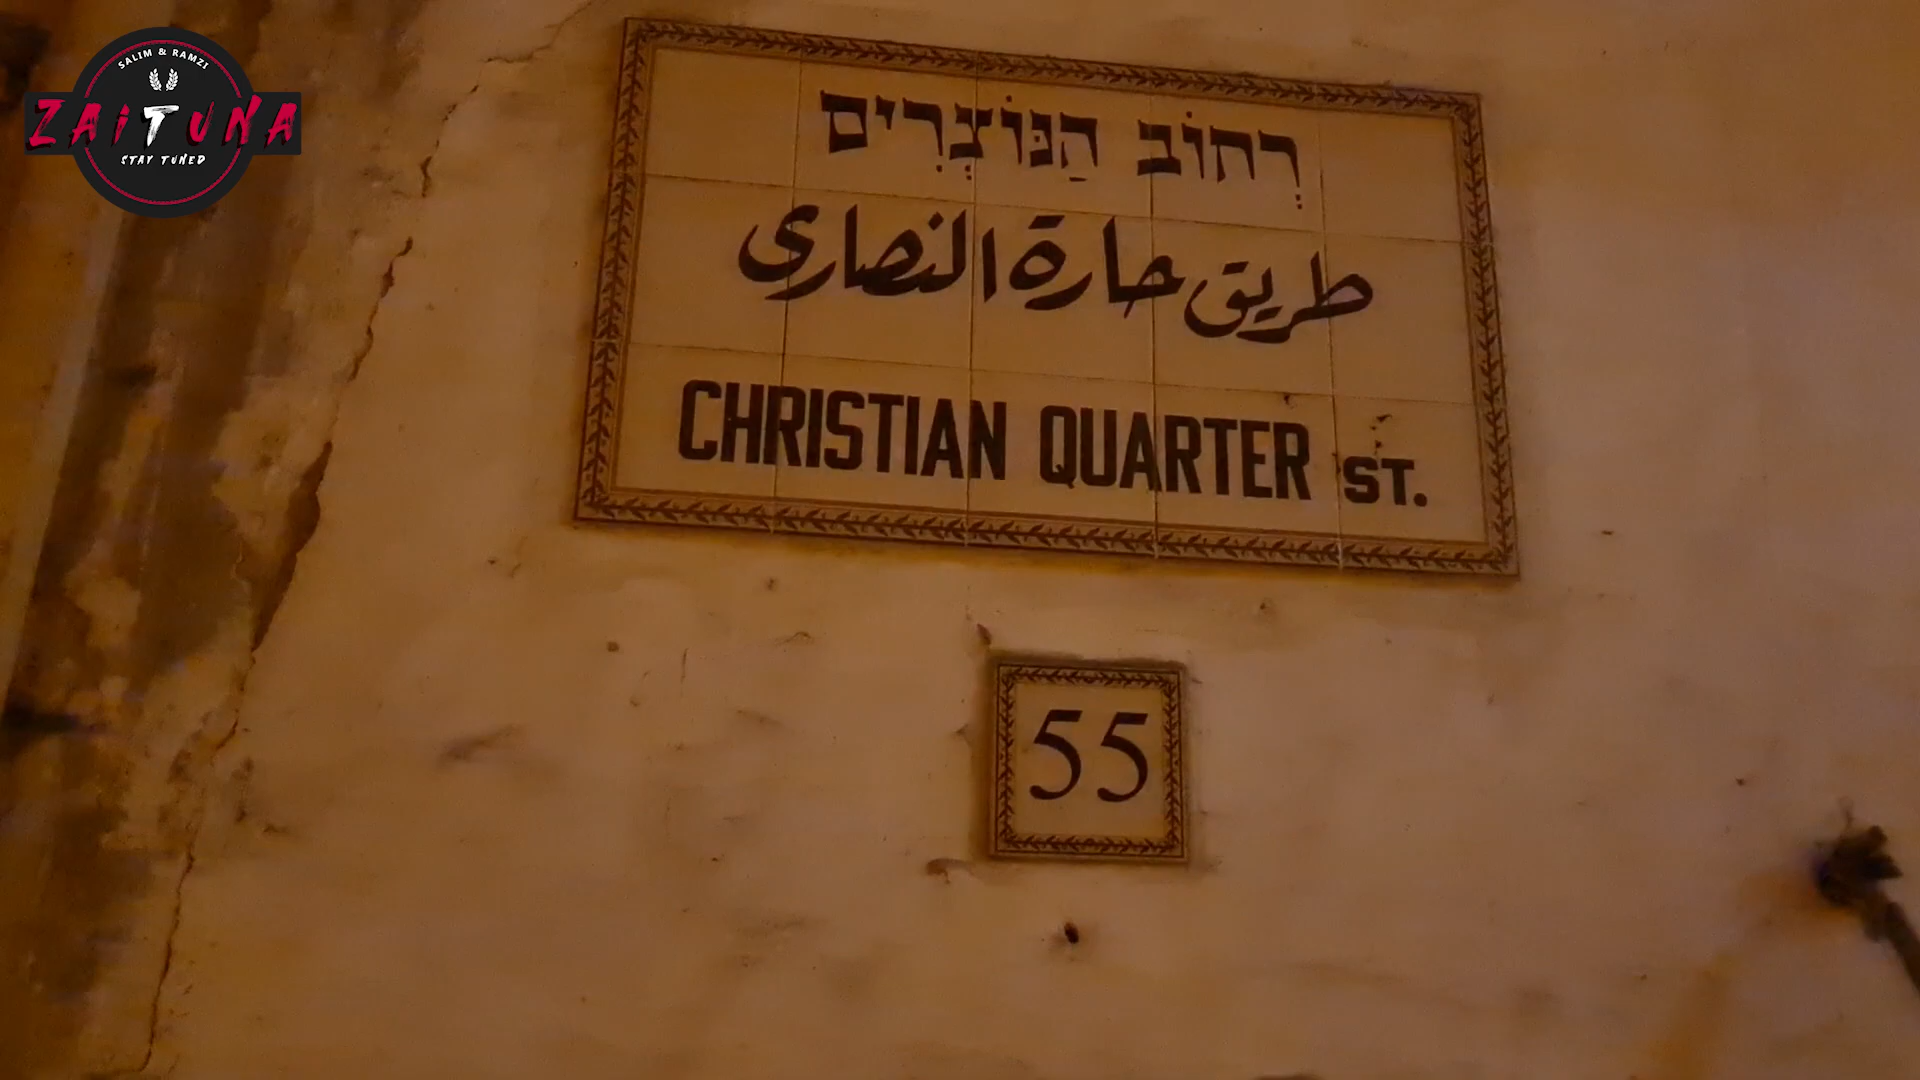 SALIM & RAMZI
ZAITUNA
STAY TUNED
רְחוֹב הַנּוֹצְרִים
طريق حارة النصارى
CHRISTIAN QUARTER ST.
55